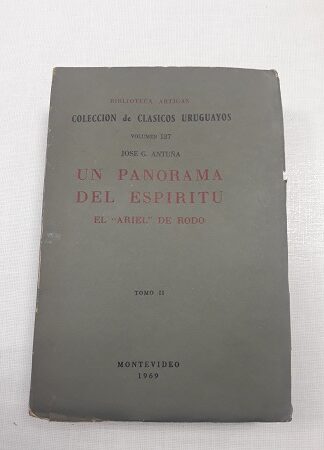 BIBLIOTECA ARTIGAS
COLECCION de CLASICOS URUGUAYOS
VOLUMEN 137
JOSE G. ANTUÑA
UN PANORAMA
DEL ESPIRITU
EL "ARIEL" DE RODO
TOMO II
MONTEVIDEO
1969